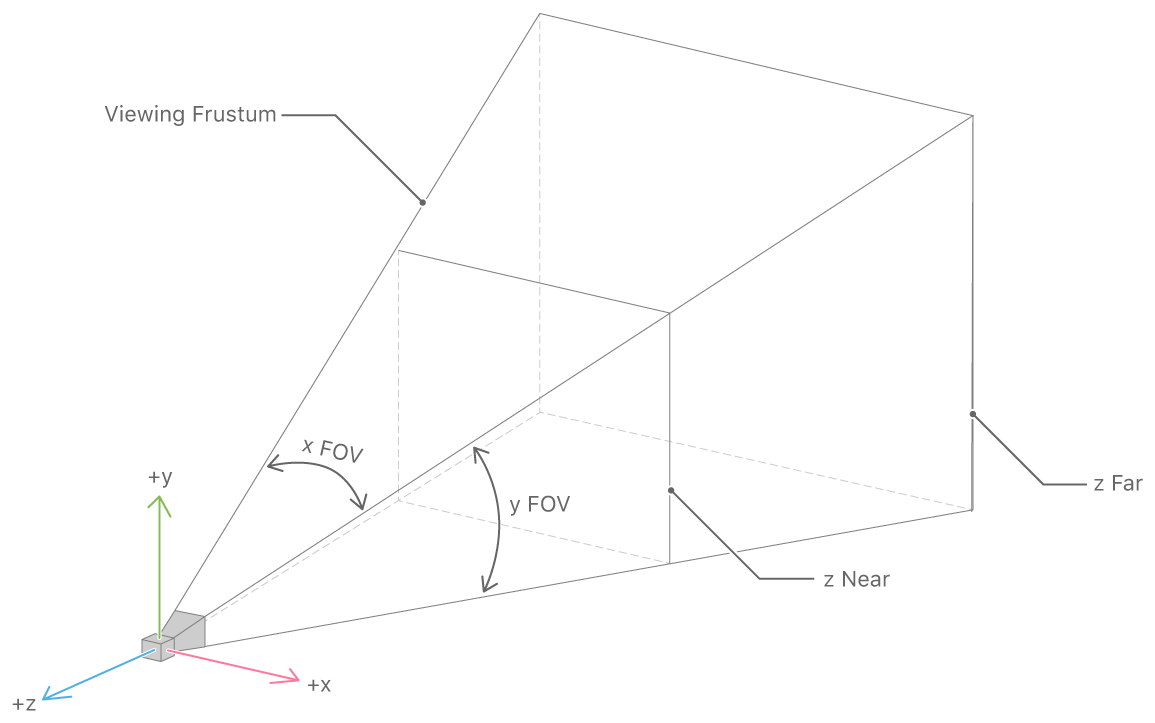 Viewing Frustum
x FOV
+y
z Far
y FOV
z Near
+x
+z